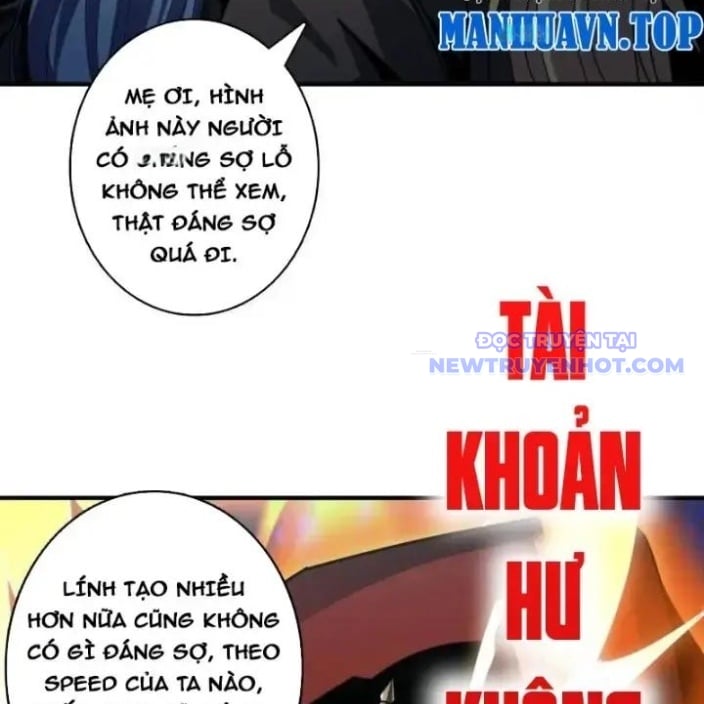 MANHUAVN.TOP
MẸ ƠI, HÌNH
ẢNH NÀY NGƯỜI
CÓ SỢ LỖ
KHÔNG THỂ XEM,
THẬT ĐÁNG SỢ
QUÁ ĐI.
TÀI
ĐỌC TRUYỆN TẠI
NEWTRUYENHOT.COM
KHOẢN
HƯ
KHÔNG
LÍNH TẠO NHIỀU
HƠN NỮA CŨNG KHÔNG
CÓ GÌ ĐÁNG SỢ, THEO
SPEED CỦA TA NÀO,